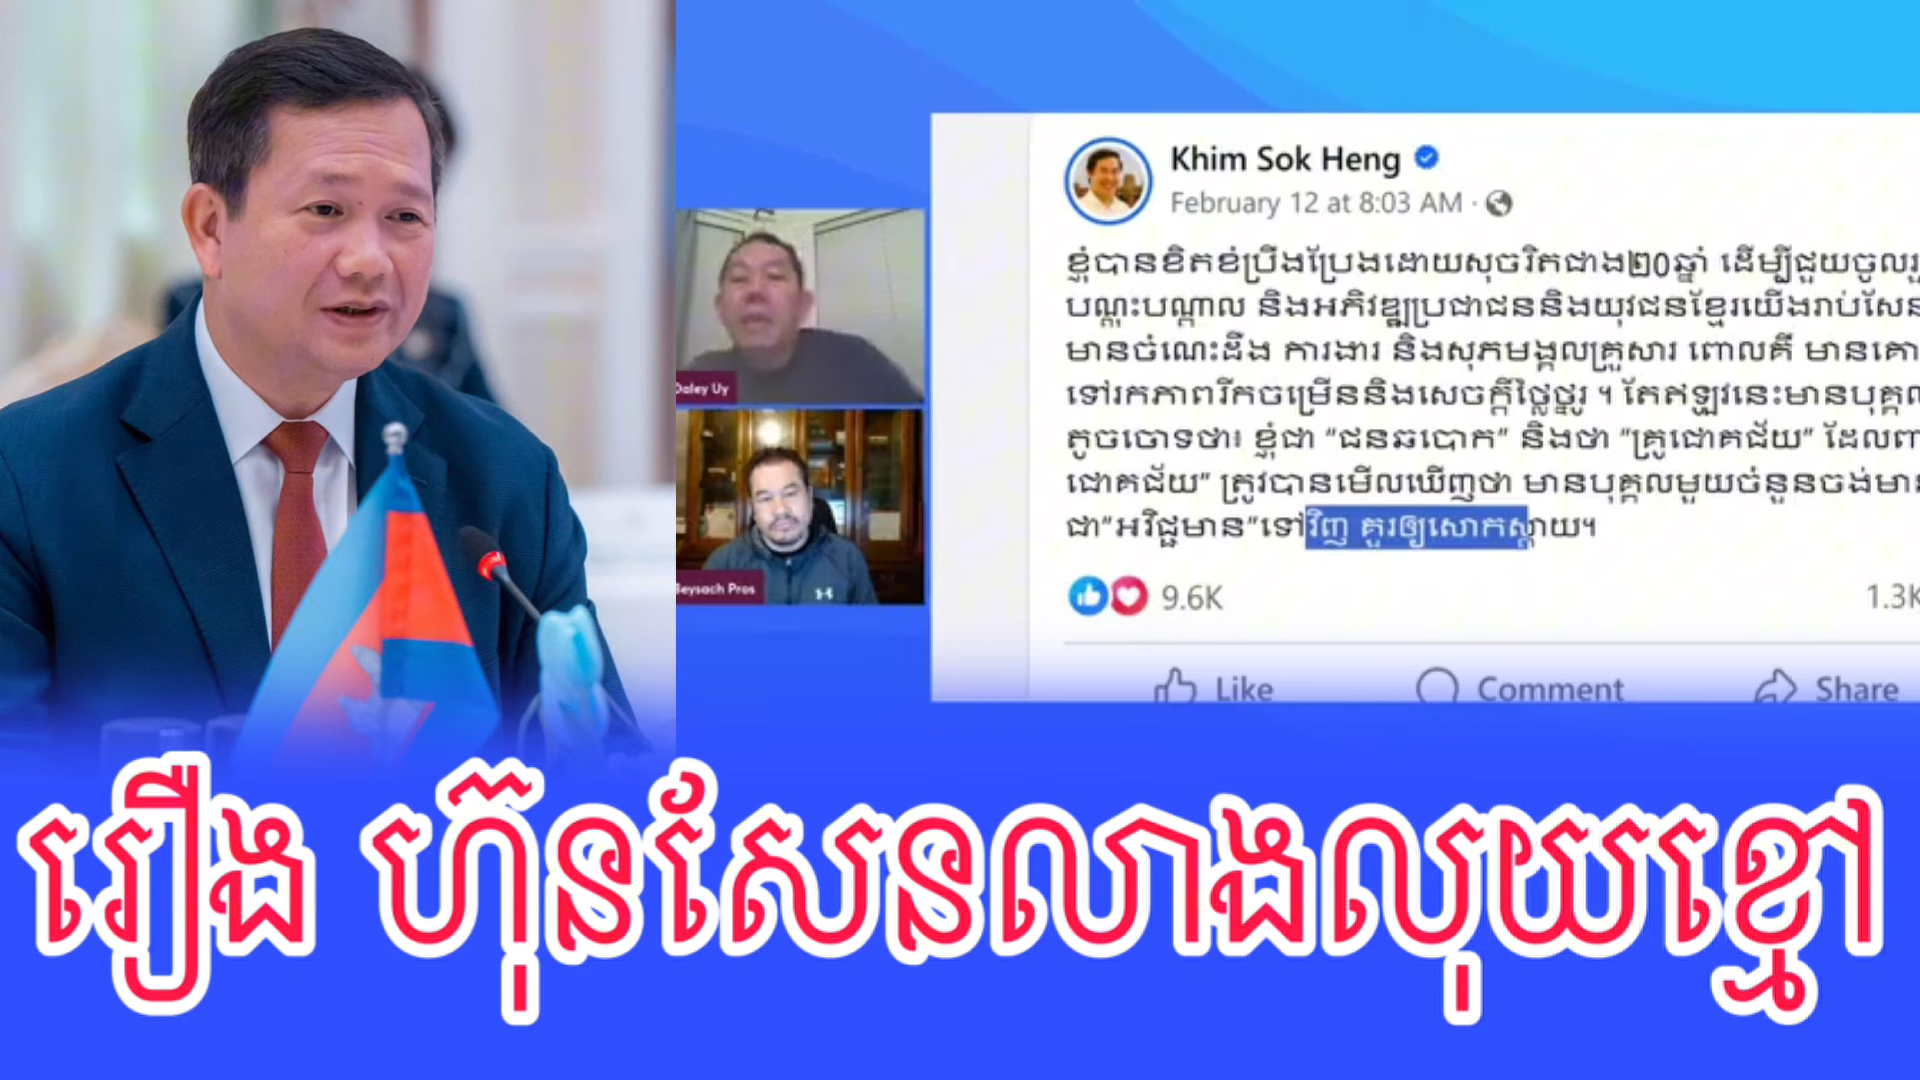 Khim Sok Heng
February 12 at 8:03 AM
ខ្ញុំបានខិតខំប្រឹងប្រែងដោយសុចរិតជាង២0ឆ្នាំ ដើម្បីជួយចូលរួ
បណ្តុះបណ្តាល និងអភិវឌ្ឍប្រជាជននិងយុវជនខ្មែរយើងរាប់សែន
មានចំណេះដឹង ការងារ និងសុភមង្គលគ្រួសារ ពោលគឺ មានគោ
ទៅរកភាពរីកចម្រើននិងសេចក្តីថ្លៃថ្នូរ ។ តែឥឡូវនេះមានបុគ្គល
តូចចោទថា៖ ខ្ញុំជា "ជនឆបោក" និងថា "គ្រូជោគជ័យ" ដែលពា
ជោគជ័យ" ត្រូវបានមើលឃើញថា មានបុគ្គលមួយចំនួនចង់មាន
ជា"អវិជ្ជមាន"ទៅវិញ គួរឲ្យសោកស្តាយ។
9.6K
1.3K
Like
Comment
Share
Daley Uy
Seysach Pros
រឿង ហ៊ុនសែនលាងលុយខ្មៅ